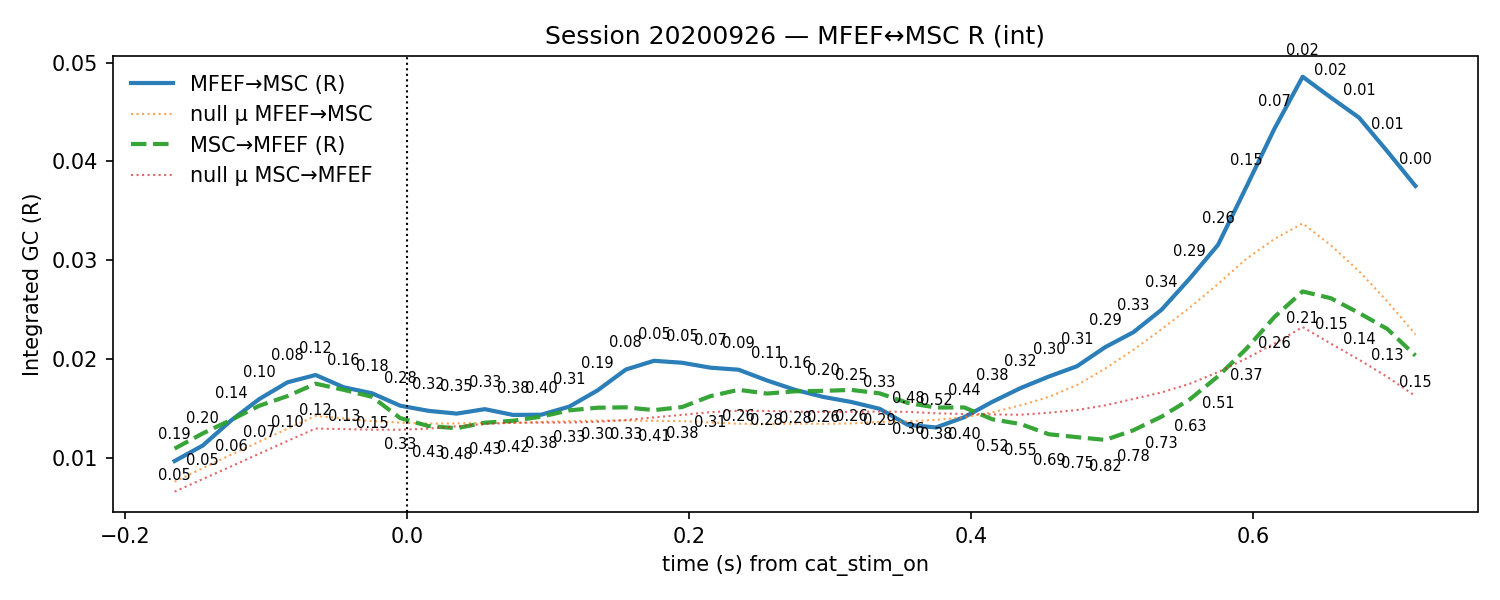 Session 20200926 — MFEF↔MSC R (int)
Integrated GC (R)
0.05
0.04
0.03
0.02
0.01
MFEF→MSC (R)
null μ MFEF→MSC
MSC→MFEF (R)
null μ MSC→MFEF
0.19 0.20 0.14 0.10 0.08 0.12 0.16 0.18 0.28 0.32 0.35 0.33 0.38 0.40 0.31 0.19 0.08 0.05 0.05 0.07 0.09 0.11 0.16 0.20 0.25 0.33 0.48 0.52 0.44 0.38 0.32 0.30 0.31 0.29 0.33 0.34 0.29 0.26 0.15 0.07 0.02 0.02 0.01 0.01 0.00
0.05 0.05 0.06 0.07 0.10 0.12 0.13 0.15 0.33 0.43 0.48 0.43 0.42 0.38 0.33 0.30 0.33 0.41 0.38 0.31 0.26 0.28 0.28 0.26 0.26 0.29 0.36 0.38 0.40 0.52 0.55 0.69 0.75 0.82 0.78 0.73 0.63 0.51 0.37 0.26 0.21 0.15 0.14 0.13 0.15
−0.2 0.0 0.2 0.4 0.6
time (s) from cat_stim_on